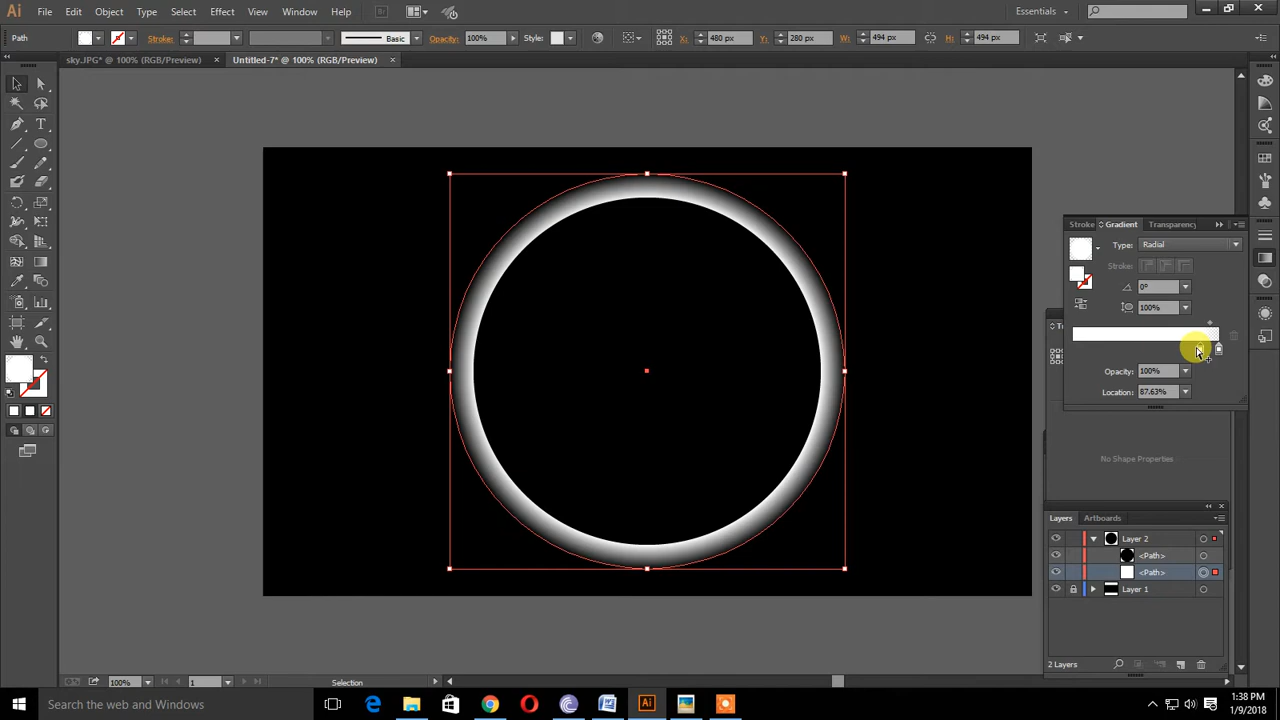 Ai File Edit Object Type Select Effect View Window Help Br Essentials
Path Stroke: Basic Opacity: 100% Style: X: 480 px Y: 280 px W: 494 px H: 494 px
sky.JPG* @ 100% (RGB/Preview) × Untitled-7* @ 100% (RGB/Preview) ×
Stroke Gradient Transparency
Type: Radial
Stroke:
0°
100%
Opacity: 100%
Location: 87.63%
No Shape Properties
Layers Artboards
Layer 2
<Path>
<Path>
Layer 1
2 Layers
100% 1 Selection
Search the web and Windows
1:38 PM
1/9/2018